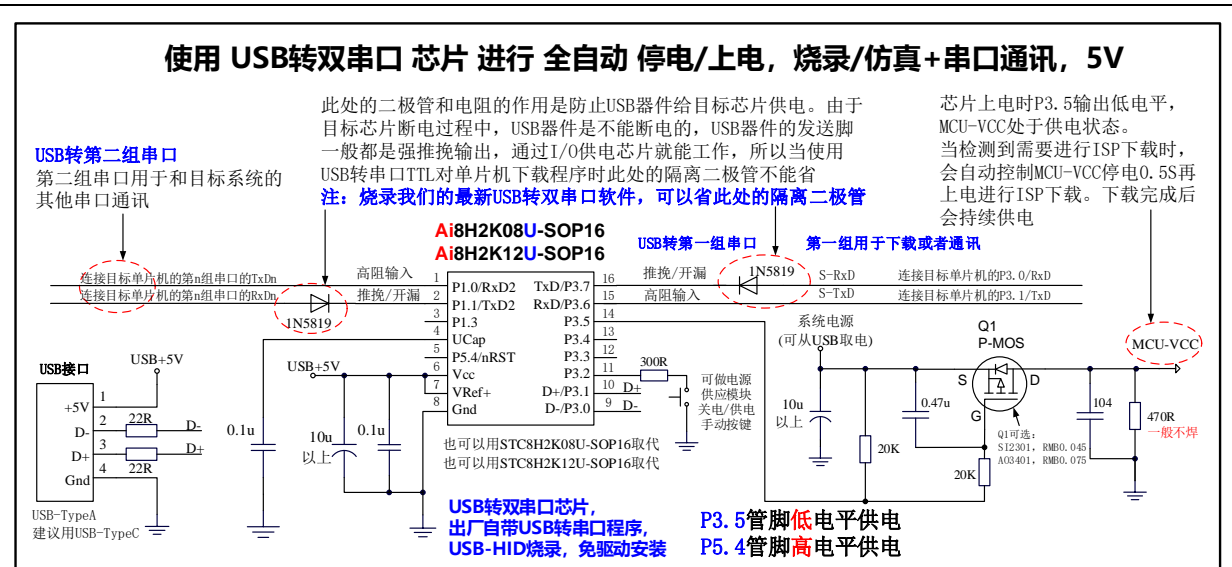 使用 USB转双串口 芯片 进行 全自动 停电/上电，烧录/仿真+串口通讯，5V
此处的二极管和电阻的作用是防止USB器件给目标芯片供电。由于
目标芯片断电过程中，USB器件是不能断电的，USB器件的发送脚
一般都是强推挽输出，通过I/O供电芯片就能工作，所以当使用
USB转串口TTL对单片机下载程序时此处的隔离二极管不能省
注：烧录我们的最新USB转双串口软件，可以省此处的隔离二极管
芯片上电时P3.5输出低电平，
MCU-VCC处于供电状态。
当检测到需要进行ISP下载时，
会自动控制MCU-VCC停电0.5S再
上电进行ISP下载。下载完成后
会持续供电
USB转第二组串口
第二组串口用于和目标系统的
其他串口通讯
Ai8H2K08U-SOP16
Ai8H2K12U-SOP16
USB转第一组串口
第一组用于下载或者通讯
连接目标单片机的第n组串口的TxDn
高阻输入
1
P1.0/RxD2
TxD/P3.7
16
推挽/开漏
1N5819
S-RxD
连接目标单片机的P3.0/RxD
连接目标单片机的第n组串口的RxDn
1N5819
推挽/开漏
2
P1.1/TxD2
RxD/P3.6
15
高阻输入
S-TxD
连接目标单片机的P3.1/TxD
3
P1.3
P3.5
14
4
UCap
P3.4
13
5
P5.4/nRST
P3.3
12
6
Vcc
P3.2
11
7
VRef+
D+/P3.1
10
D+
8
Gnd
D-/P3.0
9
D-
300R
可做电源
供应模块
关电/供电
手动按键
系统电源
(可从USB取电)
Q1
P-MOS
S
D
G
MCU-VCC
10u
以上
0.47u
20K
20K
104
470R
一般不焊
Q1可选:
SI2301, RMB0.045
AO3401, RMB0.075
USB接口
USB+5V
1
+5V
2
D-
22R
D-
3
D+
22R
D+
4
Gnd
USB-TypeA
建议用USB-TypeC
USB+5V
0.1u
10u
以上
0.1u
也可以用STC8H2K08U-SOP16取代
也可以用STC8H2K12U-SOP16取代
USB转双串口芯片，
出厂自带USB转串口程序，
USB-HID烧录，免驱动安装
P3.5管脚低电平供电
P5.4管脚高电平供电